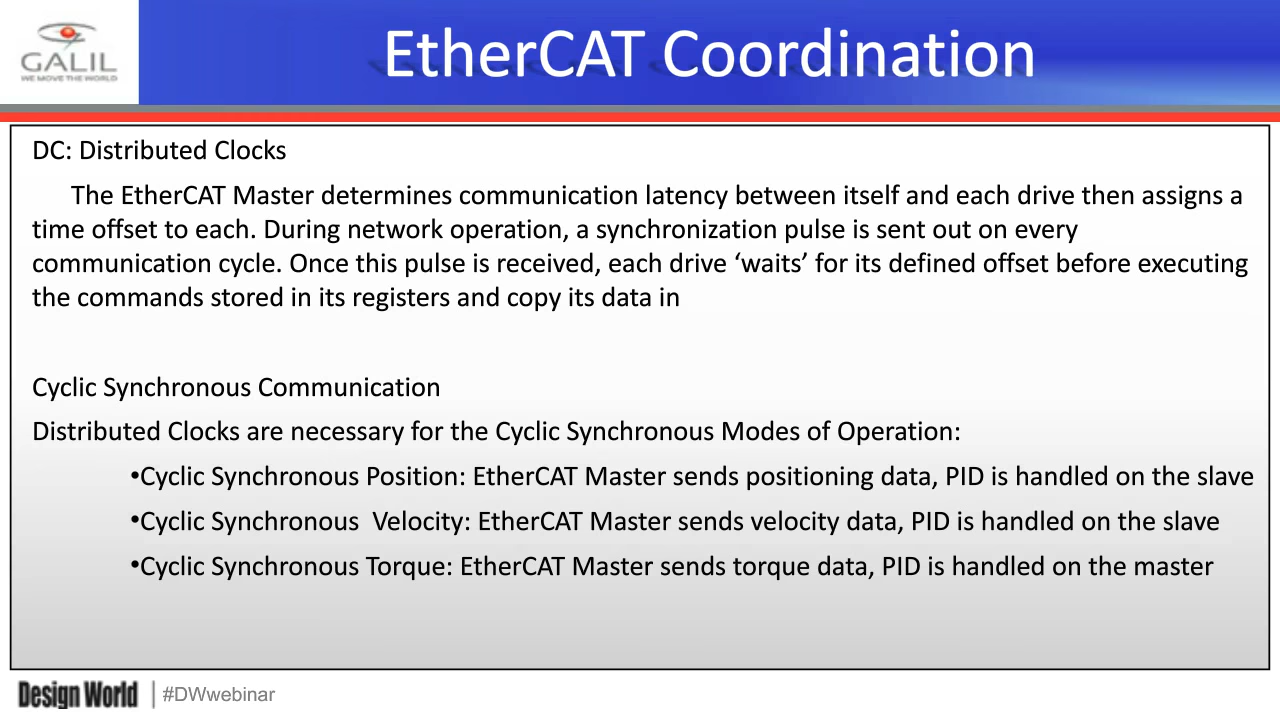 GALIL
WE MOVE THE WORLD
EtherCAT Coordination
DC: Distributed Clocks
The EtherCAT Master determines communication latency between itself and each drive then assigns a
time offset to each. During network operation, a synchronization pulse is sent out on every
communication cycle. Once this pulse is received, each drive ‘waits’ for its defined offset before executing
the commands stored in its registers and copy its data in
Cyclic Synchronous Communication
Distributed Clocks are necessary for the Cyclic Synchronous Modes of Operation:
•Cyclic Synchronous Position: EtherCAT Master sends positioning data, PID is handled on the slave
•Cyclic Synchronous  Velocity: EtherCAT Master sends velocity data, PID is handled on the slave
•Cyclic Synchronous Torque: EtherCAT Master sends torque data, PID is handled on the master
Design World | #DWwebinar